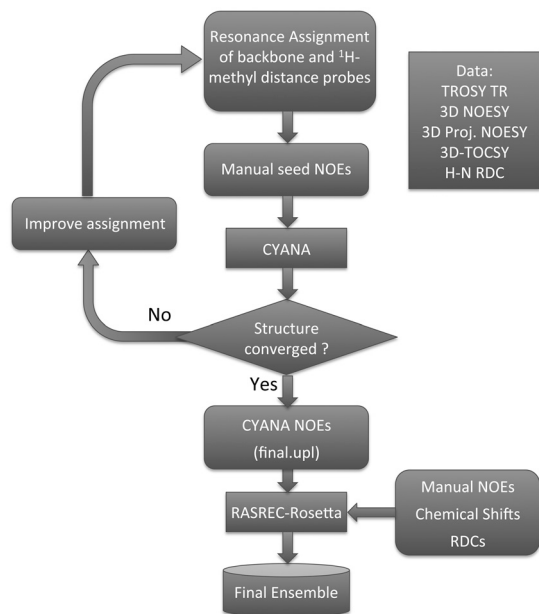 Resonance Assignment
of backbone and ¹H-
methyl distance probes
Data:
TROSY TR
3D NOESY
3D Proj. NOESY
3D-TOCSY
H-N RDC
Manual seed NOEs
Improve assignment
CYANA
No
Structure
converged ?
Yes
CYANA NOEs
(final.upl)
RASREC-Rosetta
Manual NOEs
Chemical Shifts
RDCs
Final Ensemble